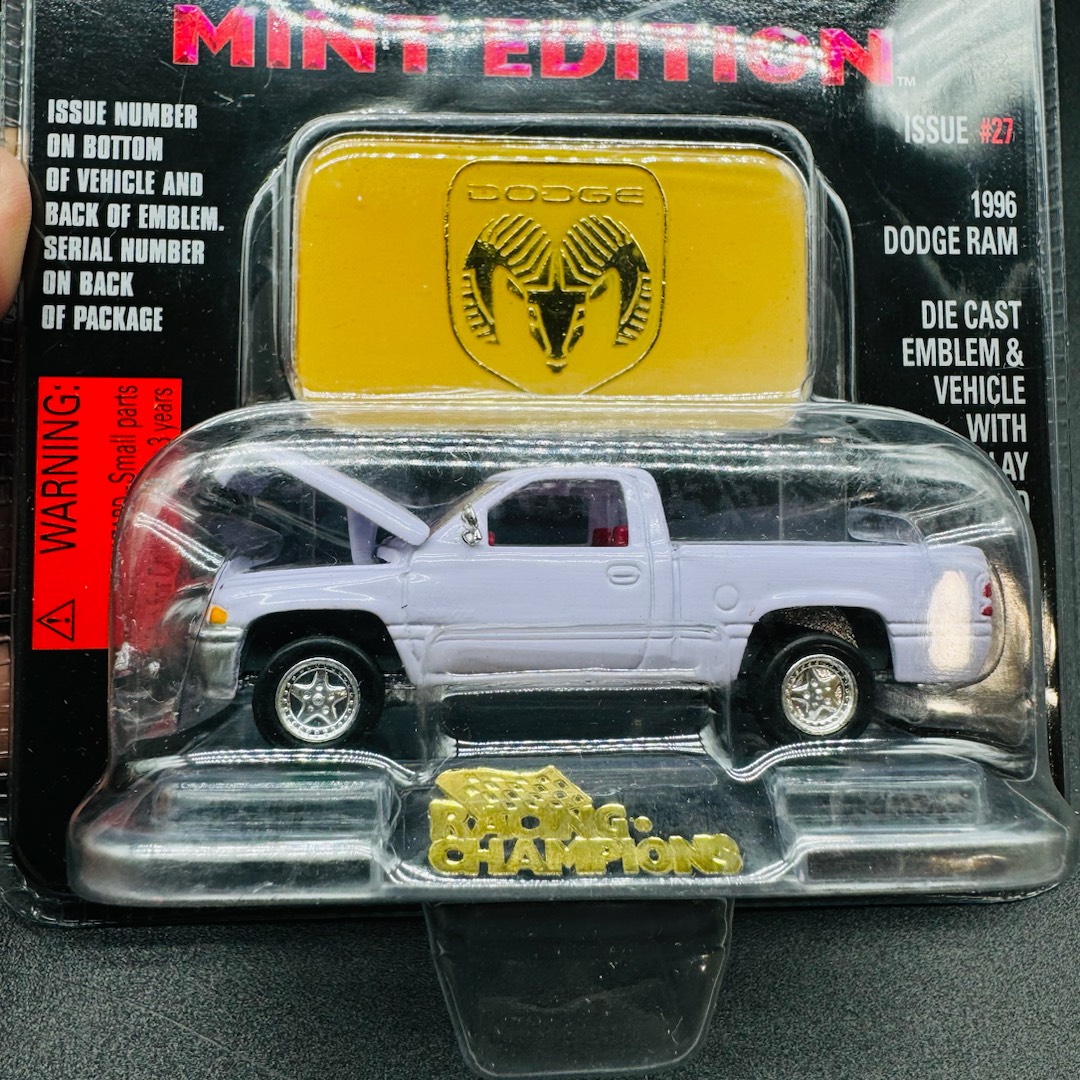 MINT EDITION™
ISSUE NUMBER
ON BOTTOM
OF VEHICLE AND
BACK OF EMBLEM.
SERIAL NUMBER
ON BACK
OF PACKAGE
ISSUE #27
1996
DODGE RAM
DIE CAST
EMBLEM &
VEHICLE
WITH
DODGE
WARNING:
Small parts
3 years
RACING
CHAMPIONS